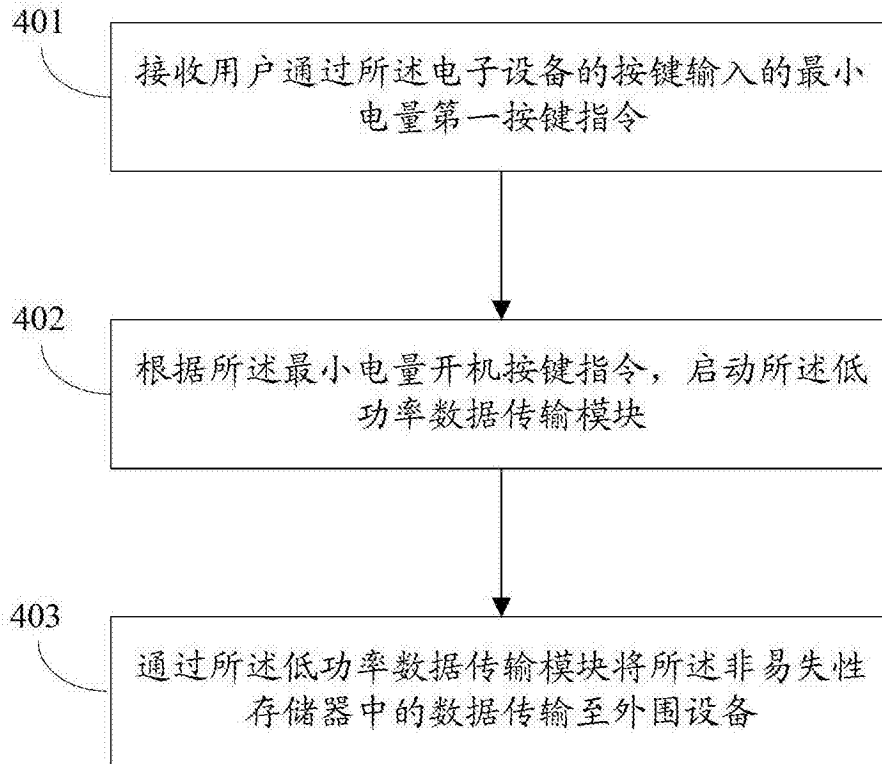 401
接收用户通过所述电子设备的按键输入的最小
电量第一按键指令
402
根据所述最小电量开机按键指令，启动所述低
功率数据传输模块
403
通过所述低功率数据传输模块将所述非易失性
存储器中的数据传输至外围设备